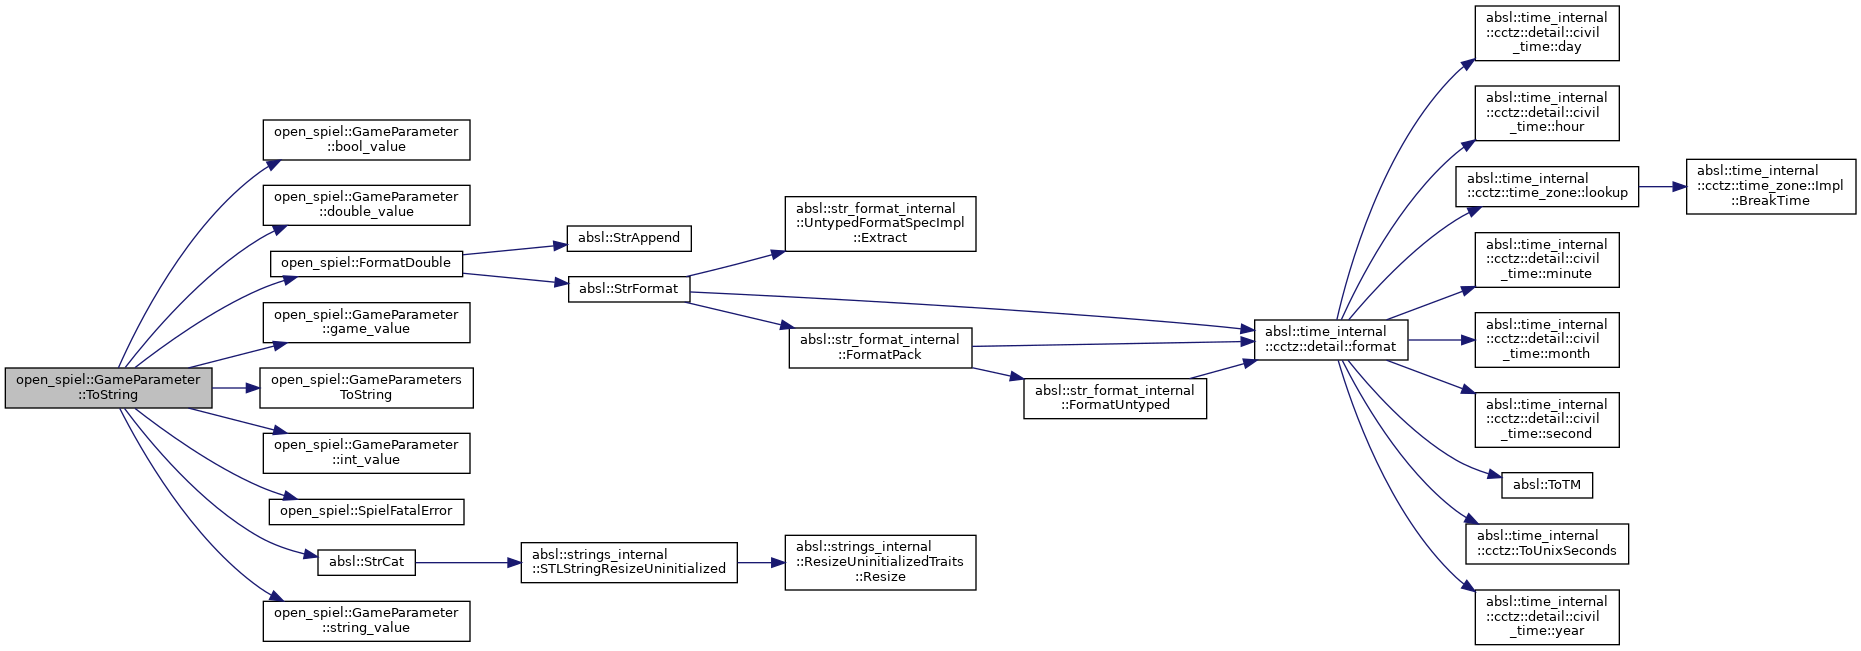 open_spiel::GameParameter
::ToString
open_spiel::GameParameter
::bool_value
open_spiel::GameParameter
::double_value
open_spiel::FormatDouble
open_spiel::GameParameter
::game_value
open_spiel::GameParameters
ToString
open_spiel::GameParameter
::int_value
open_spiel::SpielFatalError
absl::StrCat
open_spiel::GameParameter
::string_value
absl::StrAppend
absl::StrFormat
absl::strings_internal
::STLStringResizeUninitialized
absl::str_format_internal
::UntypedFormatSpecImpl
::Extract
absl::str_format_internal
::FormatPack
absl::strings_internal
::ResizeUninitializedTraits
::Resize
absl::str_format_internal
::FormatUntyped
absl::time_internal
::cctz::detail::format
absl::time_internal
::cctz::detail::civil
_time::day
absl::time_internal
::cctz::detail::civil
_time::hour
absl::time_internal
::cctz::time_zone::lookup
absl::time_internal
::cctz::detail::civil
_time::minute
absl::time_internal
::cctz::detail::civil
_time::month
absl::time_internal
::cctz::detail::civil
_time::second
absl::ToTM
absl::time_internal
::cctz::ToUnixSeconds
absl::time_internal
::cctz::detail::civil
_time::year
absl::time_internal
::cctz::time_zone::Impl
::BreakTime